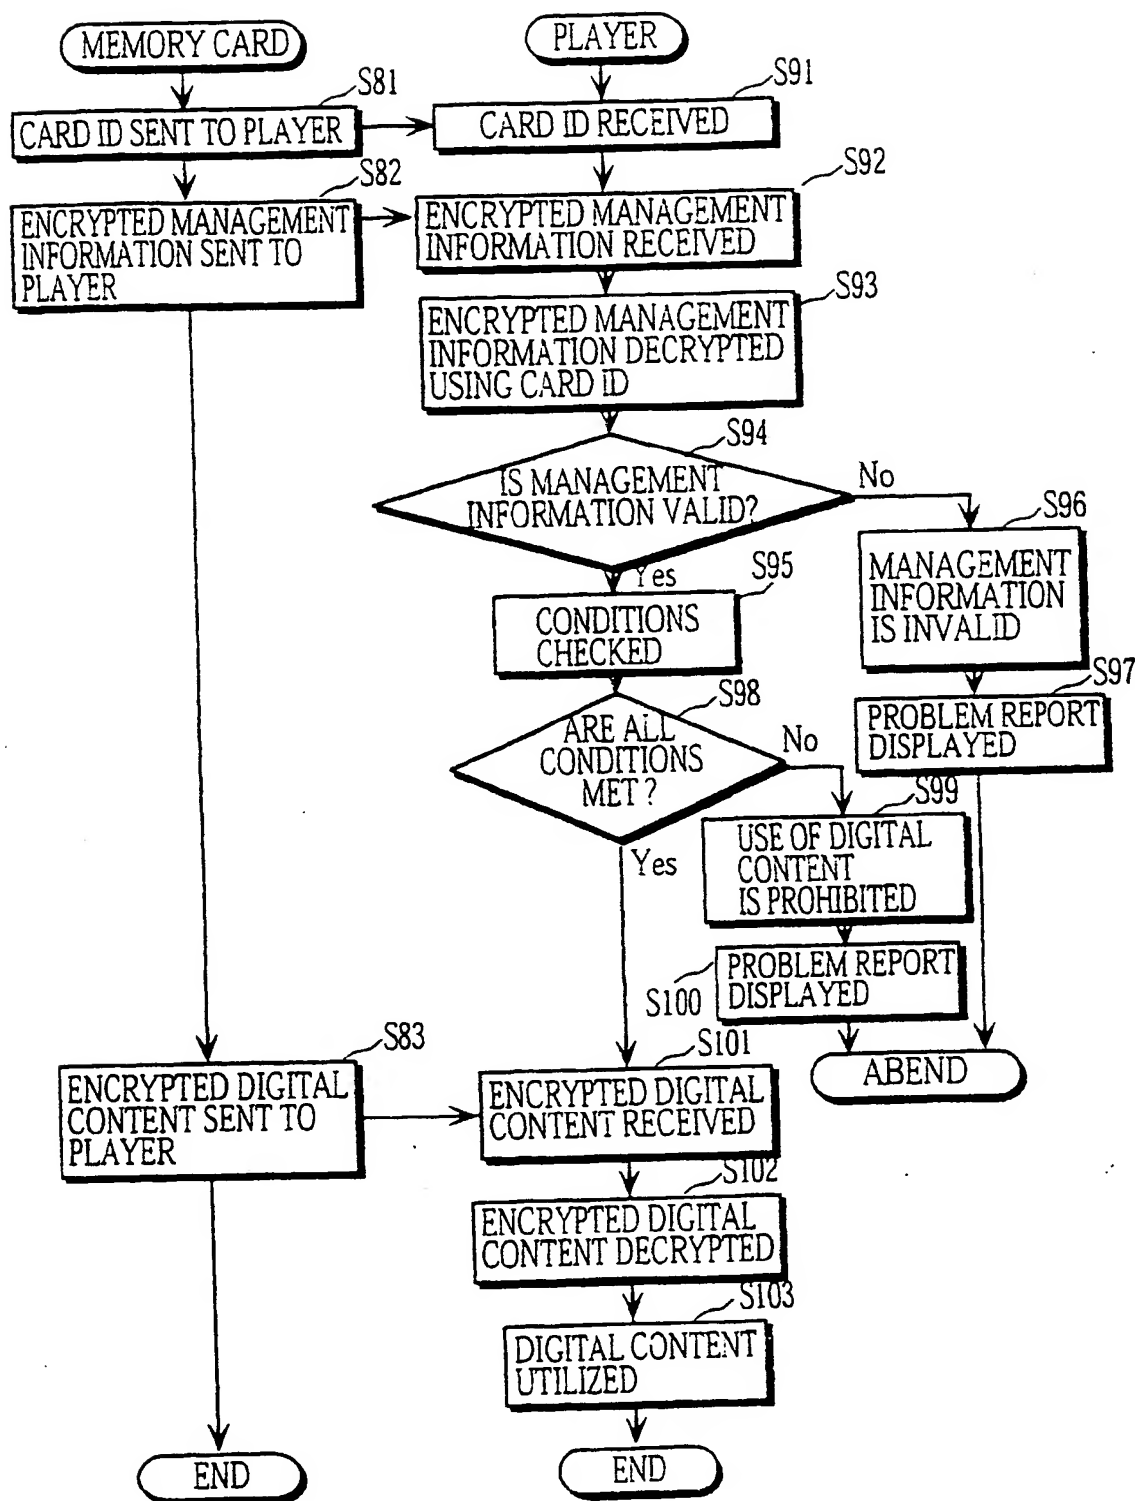 MEMORY CARD
PLAYER
S81
S91
CARD ID SENT TO PLAYER
CARD ID RECEIVED
S82
S92
ENCRYPTED MANAGEMENT
INFORMATION SENT TO
PLAYER
ENCRYPTED MANAGEMENT
INFORMATION RECEIVED
S93
ENCRYPTED MANAGEMENT
INFORMATION DECRYPTED
USING CARD ID
S94
IS MANAGEMENT
INFORMATION VALID?
No
Yes
S96
MANAGEMENT
INFORMATION
IS INVALID
S95
CONDITIONS
CHECKED
S97
PROBLEM REPORT
DISPLAYED
S98
ARE ALL
CONDITIONS
MET ?
No
Yes
S99
USE OF DIGITAL
CONTENT
IS PROHIBITED
S100
PROBLEM REPORT
DISPLAYED
ABEND
S83
ENCRYPTED DIGITAL
CONTENT SENT TO
PLAYER
S101
ENCRYPTED DIGITAL
CONTENT RECEIVED
S102
ENCRYPTED DIGITAL
CONTENT DECRYPTED
S103
DIGITAL CONTENT
UTILIZED
END
END